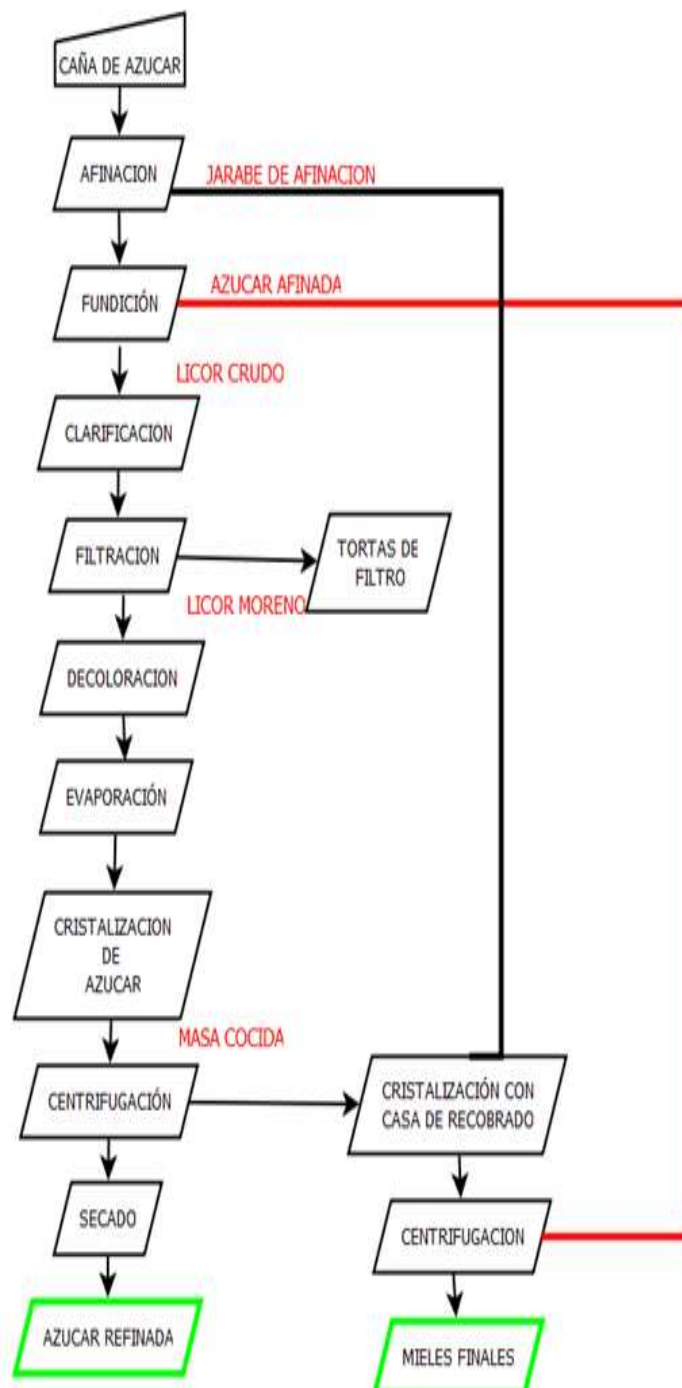 CAÑA DE AZUCAR
AFINACION
JARABE DE AFINACION
FUNDICIÓN
AZUCAR AFINADA
LICOR CRUDO
CLARIFICACION
FILTRACION
TORTAS DE
FILTRO
LICOR MORENO
DECOLORACION
EVAPORACIÓN
CRISTALIZACION
DE
AZUCAR
MASA COCIDA
CENTRIFUGACIÓN
CRISTALIZACIÓN CON
CASA DE RECOBRADO
SECADO
CENTRIFUGACION
AZUCAR REFINADA
MIELES FINALES